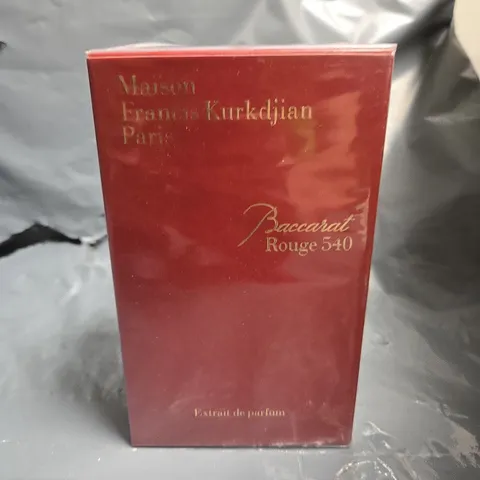 Maison
Francis Kurkdjian
Paris
Baccarat
Rouge 540
Extrait de parfum